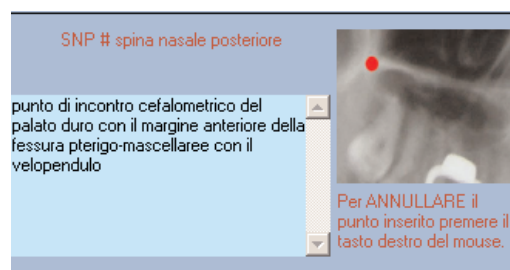 SNP # spina nasale posteriore
punto di incontro cefalometrico del
palato duro con il margine anteriore della
fessura pterigo-mascellaree con il
velopendulo
Per ANNULLARE il
punto inserito premere il
tasto destro del mouse.